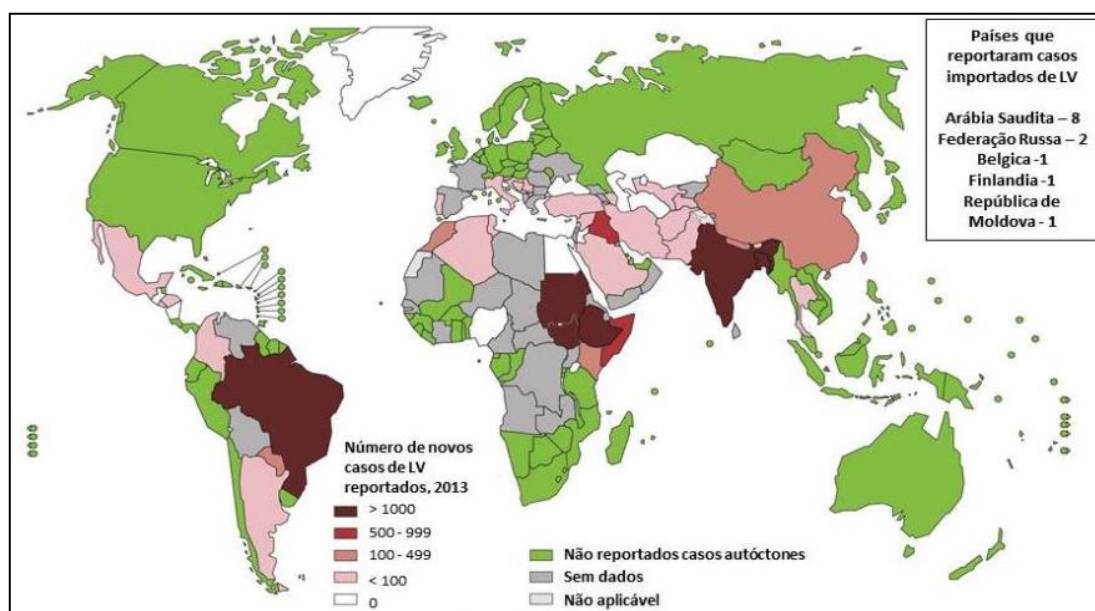 Países que
reportaram casos
importados de LV
Arábia Saudita – 8
Federação Russa – 2
Belgica -1
Finlandia -1
República de
Moldova - 1
Número de novos
casos de LV
reportados, 2013
> 1000
500 - 999
100 - 499
< 100
0
Não reportados casos autóctones
Sem dados
Não aplicável